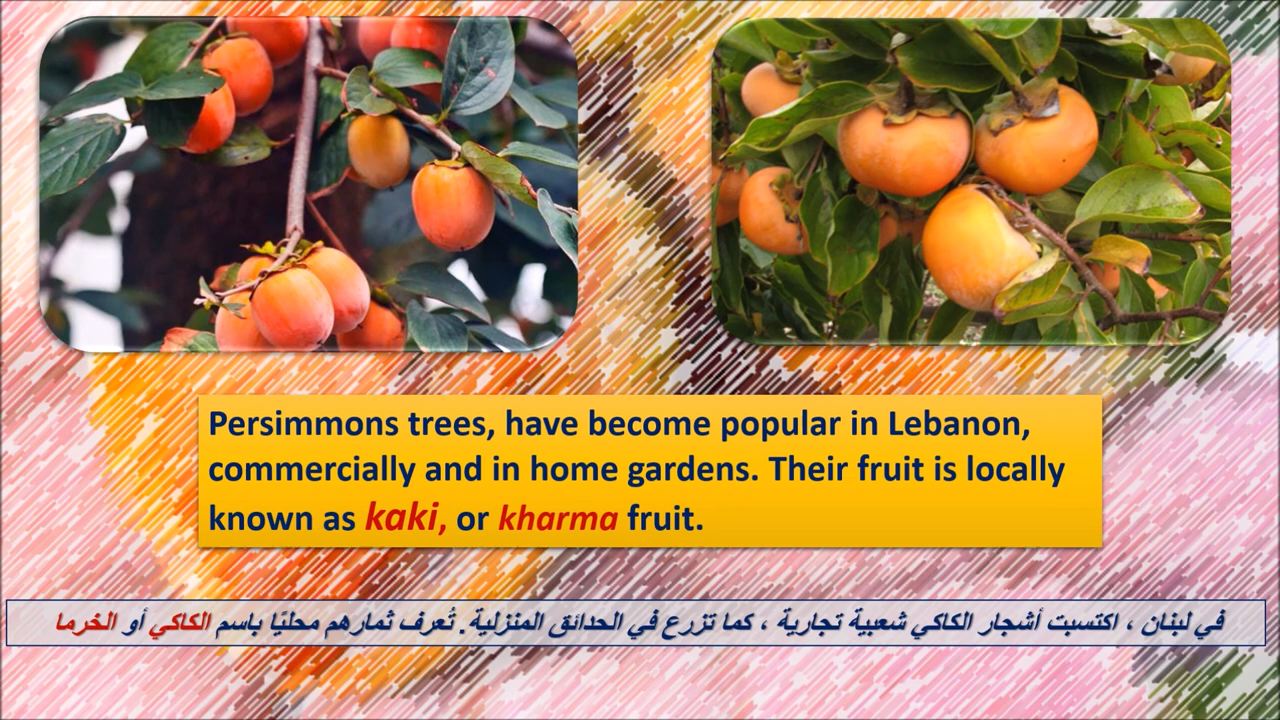 Persimmons trees, have become popular in Lebanon,
commercially and in home gardens. Their fruit is locally
known as kaki, or kharma fruit.
في لبنان ، اكتسبت أشجار الكاكي شعبية تجارية ، كما تزرع في الحدائق المنزلية. تُعرف ثمارهم محليًا باسم الكاكي أو الخرما